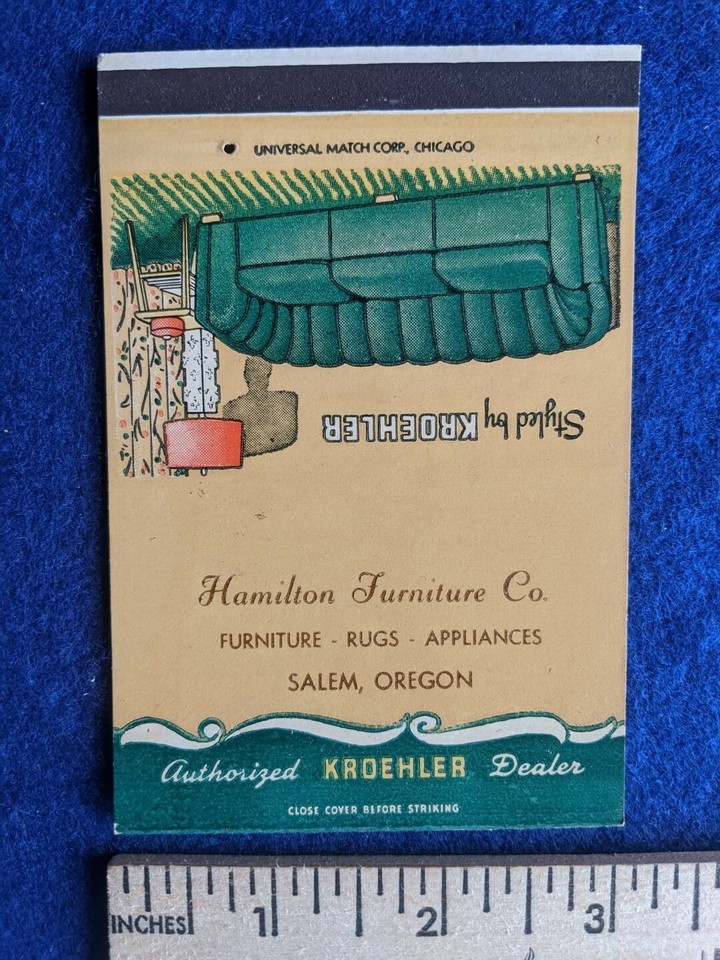 UNIVERSAL MATCH CORP., CHICAGO
Styled by KROEHLER
Hamilton Furniture Co.
FURNITURE - RUGS - APPLIANCES
SALEM, OREGON
Authorized KROEHLER Dealer
CLOSE COVER BEFORE STRIKING
INCHES 1 2 3